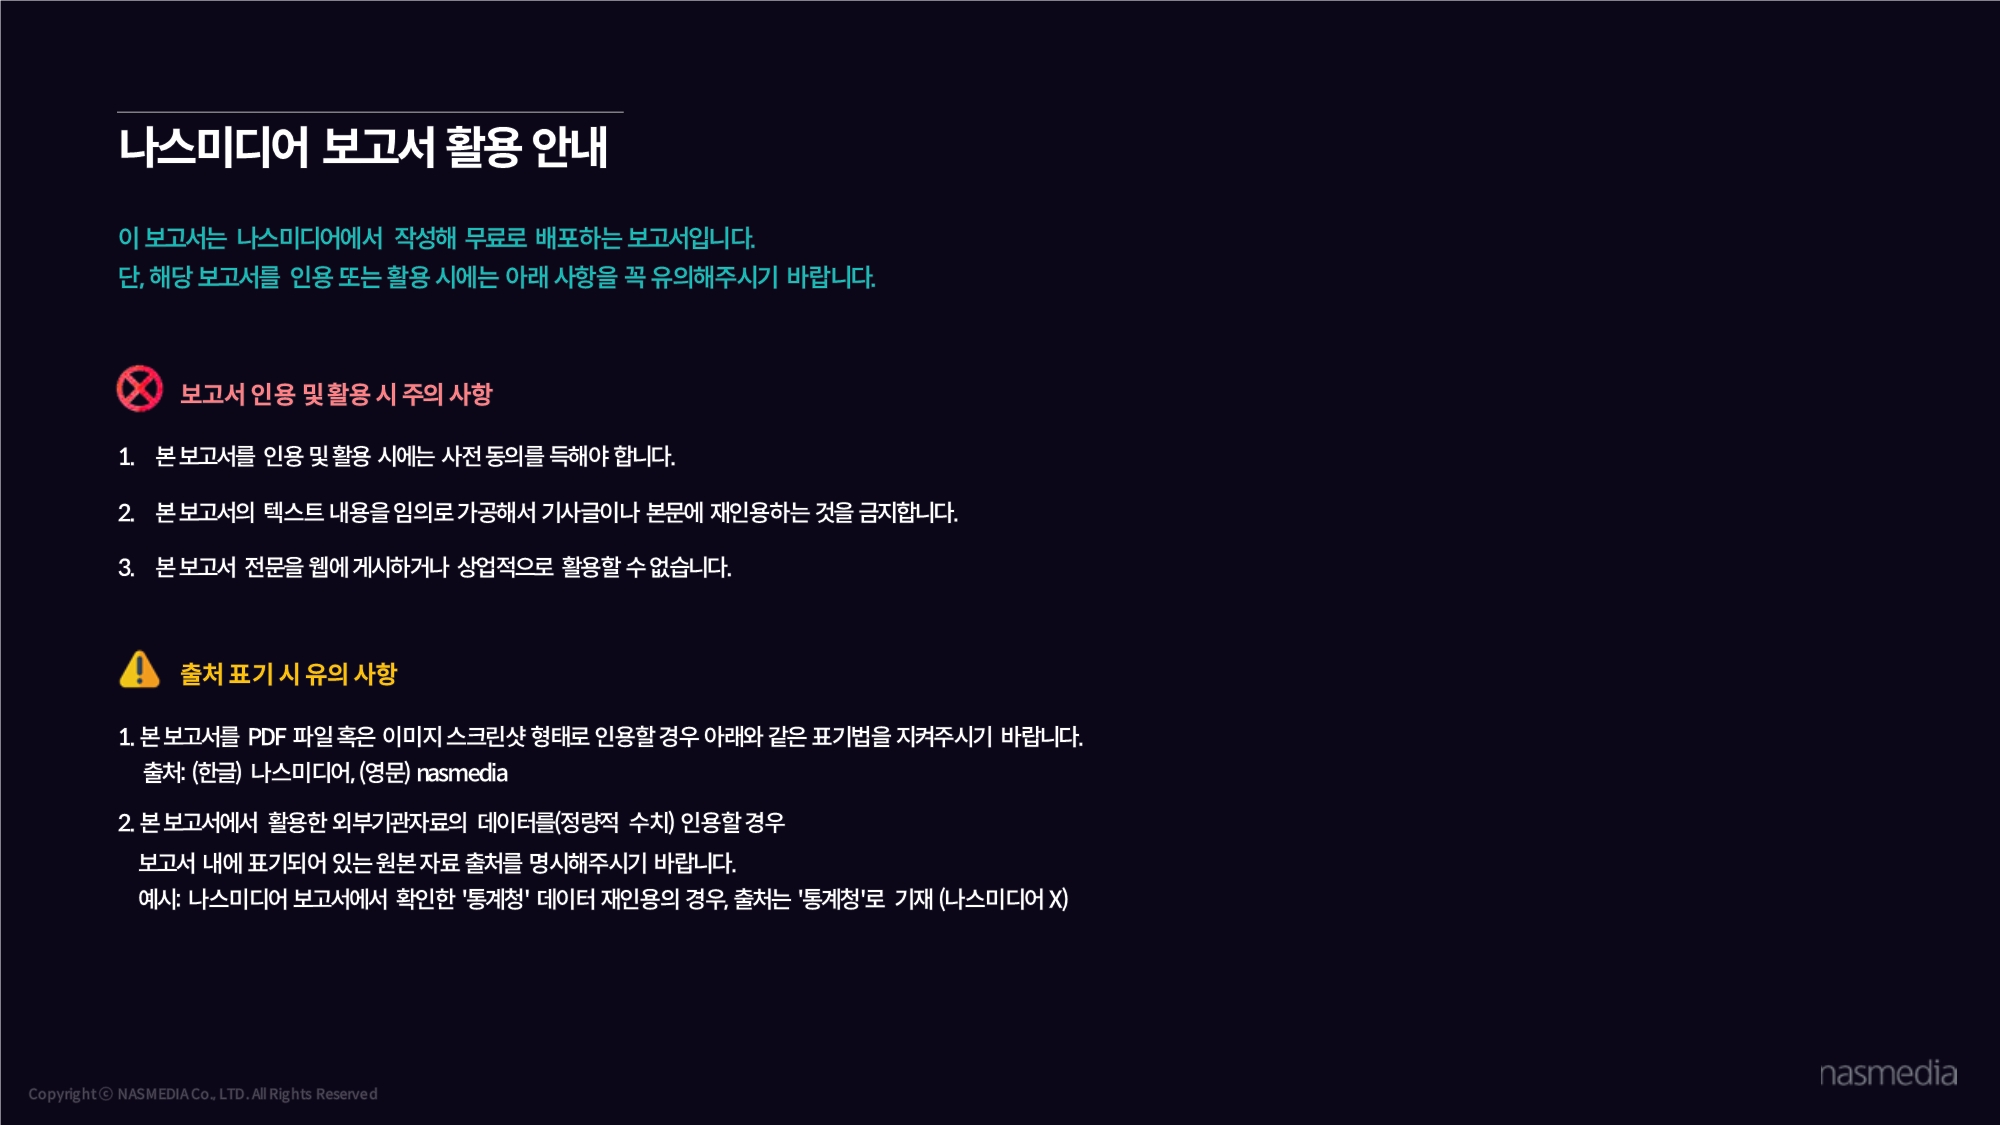 나스미디어 보고서 활용 안내
이 보고서는 나스미디어에서 작성해 무료로 배포하는 보고서입니다.
단, 해당 보고서를 인용 또는 활용 시에는 아래 사항을 꼭 유의해주시기 바랍니다.
보고서 인용 및 활용 시 주의 사항
1. 본 보고서를 인용 및 활용 시에는 사전 동의를 득해야 합니다.
2. 본 보고서의 텍스트 내용을 임의로 가공해서 기사글이나 본문에 재인용하는 것을 금지합니다.
3. 본 보고서 전문을 웹에 게시하거나 상업적으로 활용할 수 없습니다.
출처 표기 시 유의 사항
1. 본 보고서를 PDF 파일 혹은 이미지 스크린샷 형태로 인용할 경우 아래와 같은 표기법을 지켜주시기 바랍니다.
출처: (한글) 나스미디어, (영문) nasmedia
2. 본 보고서에서 활용한 외부기관자료의 데이터를(정량적 수치) 인용할 경우
보고서 내에 표기되어 있는 원본 자료 출처를 명시해주시기 바랍니다.
예시: 나스미디어 보고서에서 확인한 '통계청' 데이터 재인용의 경우, 출처는 '통계청'로 기재 (나스미디어 X)
Copyright ⓒ NASMEDIA Co., LTD. All Rights Reserved
nasmedia